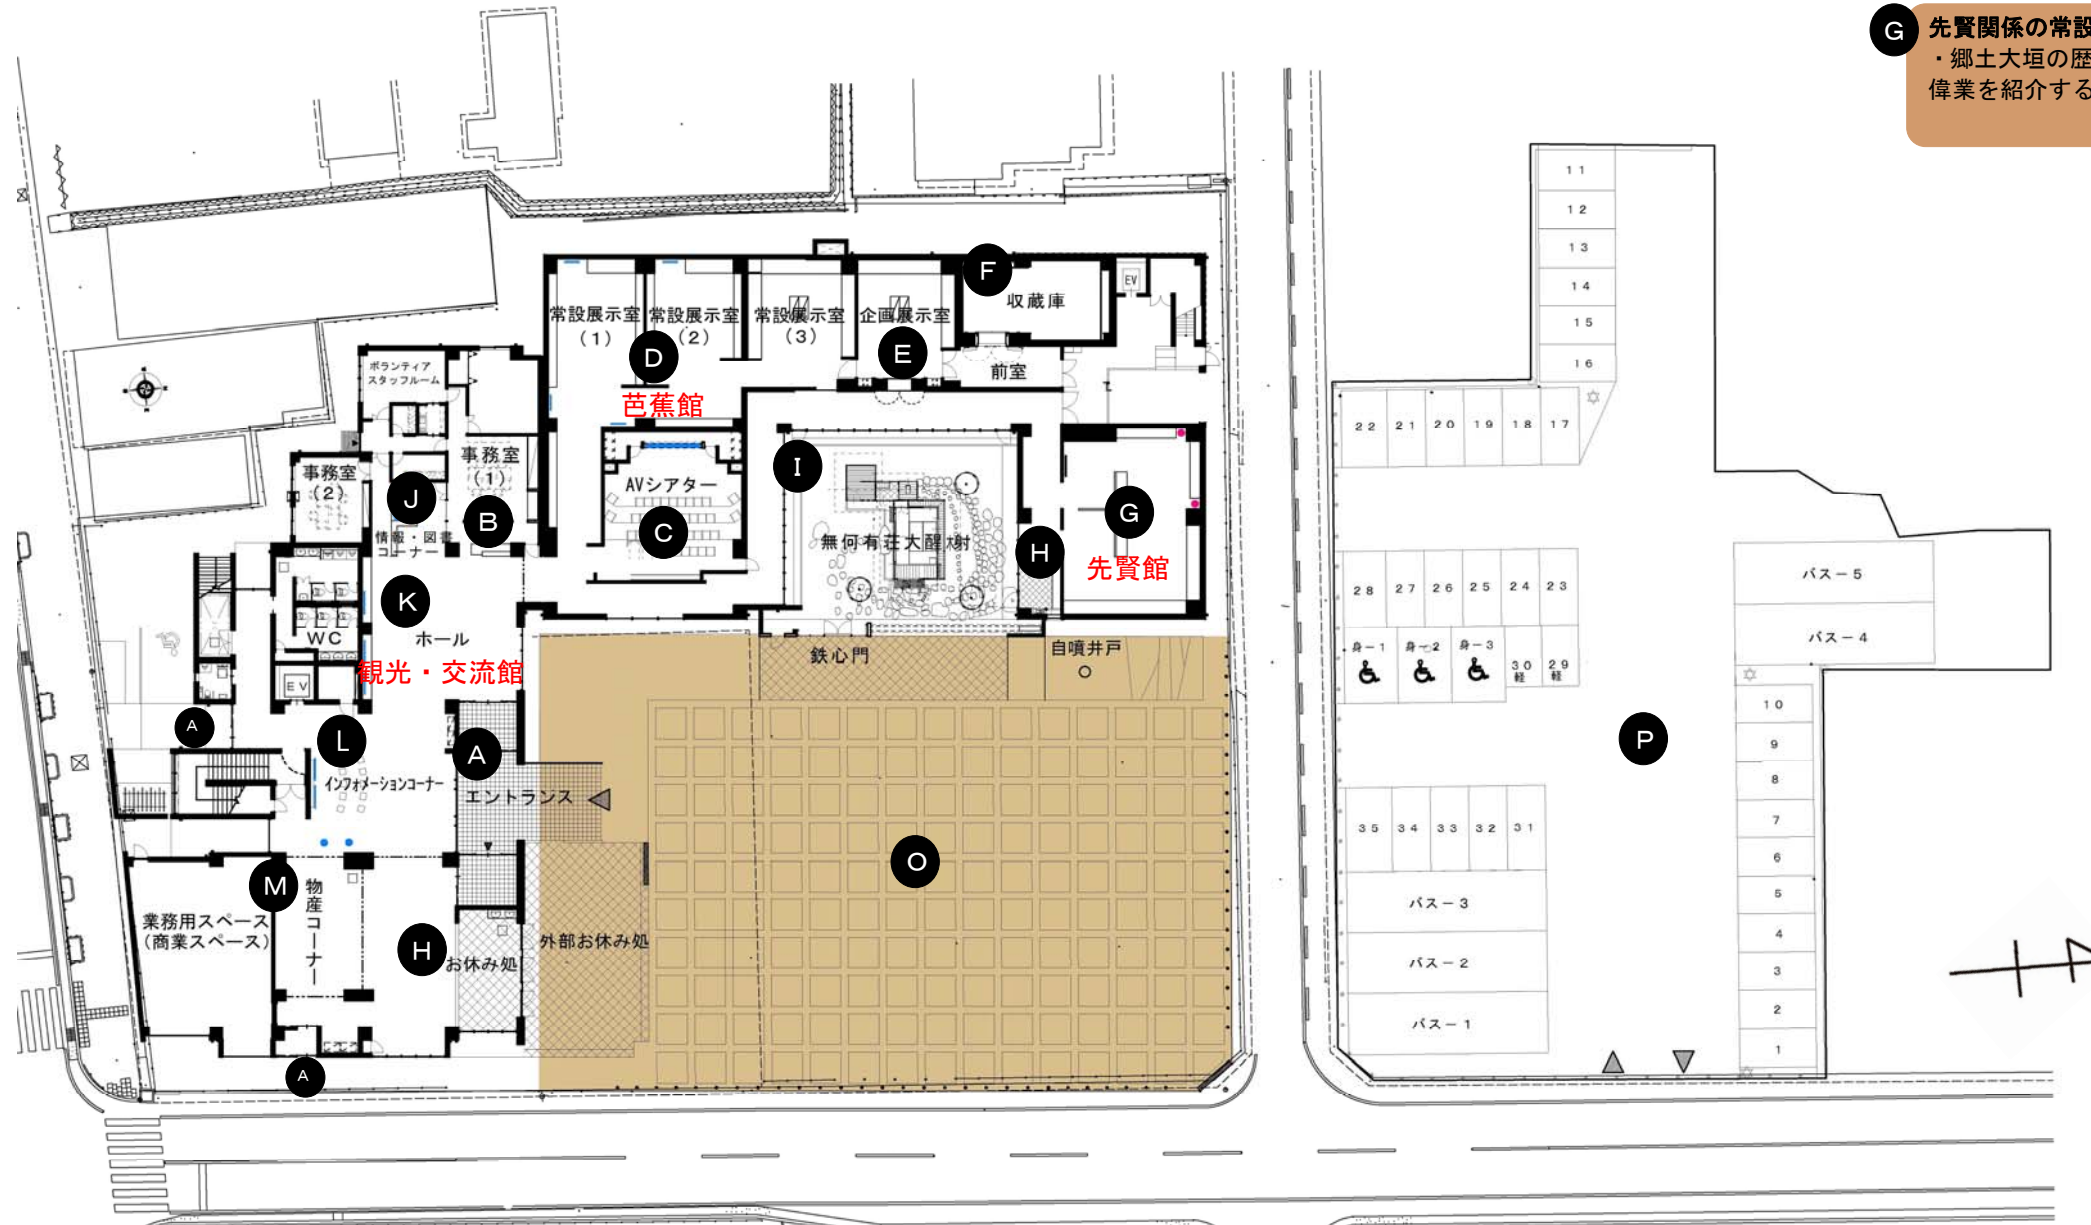 G
先賢関係の常設
・郷土大垣の歴
偉業を紹介する
11
12
13
14
15
16
22
21
20
19
18
17
28
27
26
25
24
23
身-1
身-2
身-3
30
軽
29
軽
バス-5
バス-4
10
9
8
7
6
5
4
3
2
1
35
34
33
32
31
バス-3
バス-2
バス-1
P
F
収蔵庫
EV
常設展示室
(1)
常設展示室
(2)
常設展示室
(3)
企画展示室
D
E
前室
芭蕉館
ボランティア
スタッフルーム
事務室
(1)
事務室
(2)
J
B
情報・図書
コーナー
AVシアター
C
I
無何有荘大醒榭
H
G
先賢館
K
WC
ホール
観光・交流館
EV
鉄心門
自噴井戸
A
L
A
インフォメーションコーナー
エントランス
O
M
物産コーナー
業務用スペース
(商業スペース)
H
お休み処
外部お休み処
A